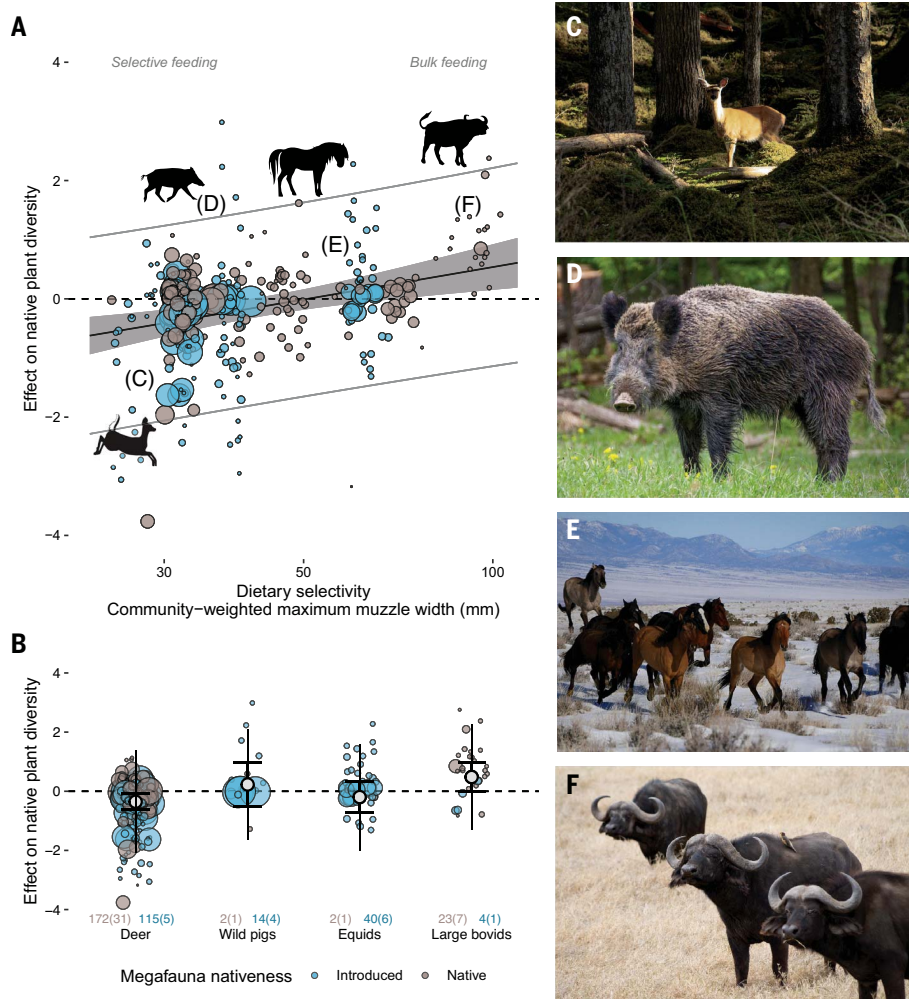 A
Selective feeding
Bulk feeding
4
2
0
−2
−4
Effect on native plant diversity
(D)
(F)
(E)
(C)
30
50
100
Dietary selectivity
Community−weighted maximum muzzle width (mm)
B
4
2
0
−2
−4
Effect on native plant diversity
172(31) 115(5)
2(1) 14(4)
2(1) 40(6)
23(7) 4(1)
Deer
Wild pigs
Equids
Large bovids
Megafauna nativeness
Introduced
Native
C
D
E
F